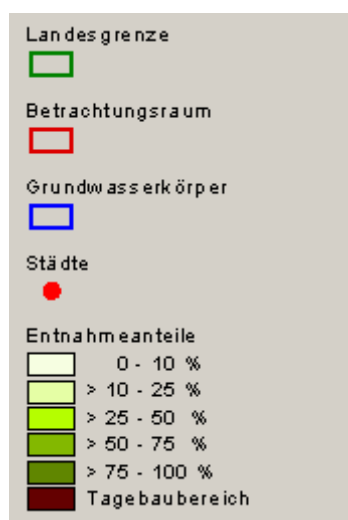 Landesgrenze
Betrachtungsraum
Grundwasserkörper
Städte
Entnahmeanteile
0 - 10 %
> 10 - 25 %
> 25 - 50 %
> 50 - 75 %
> 75 - 100 %
Tagebaubereich